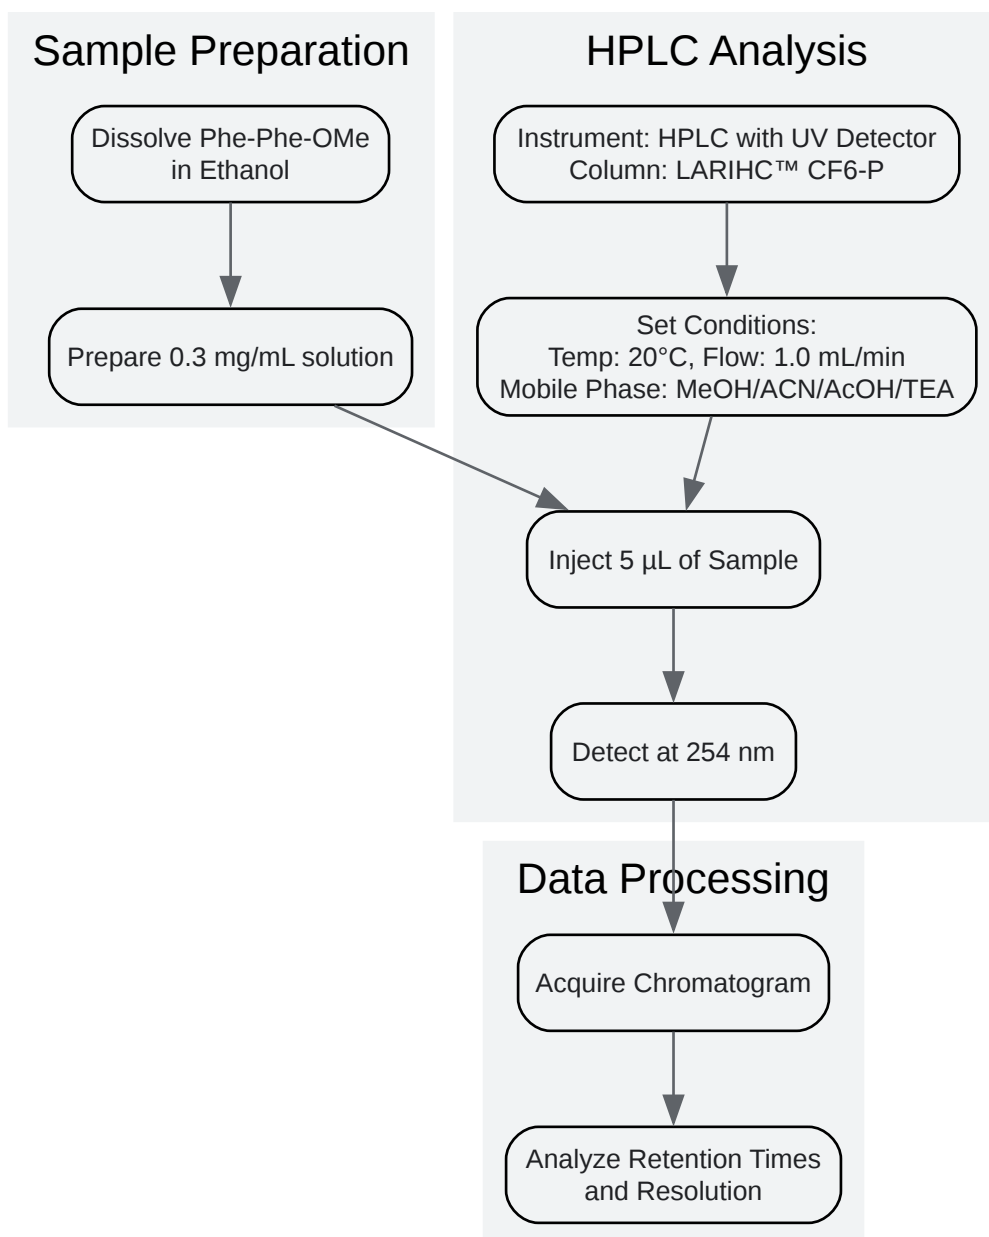 Sample Preparation
Dissolve Phe-Phe-OMe
in Ethanol
Prepare 0.3 mg/mL solution
HPLC Analysis
Instrument: HPLC with UV Detector
Column: LARIHC™ CF6-P
Set Conditions:
Temp: 20°C, Flow: 1.0 mL/min
Mobile Phase: MeOH/ACN/AcOH/TEA
Inject 5 µL of Sample
Detect at 254 nm
Data Processing
Acquire Chromatogram
Analyze Retention Times
and Resolution